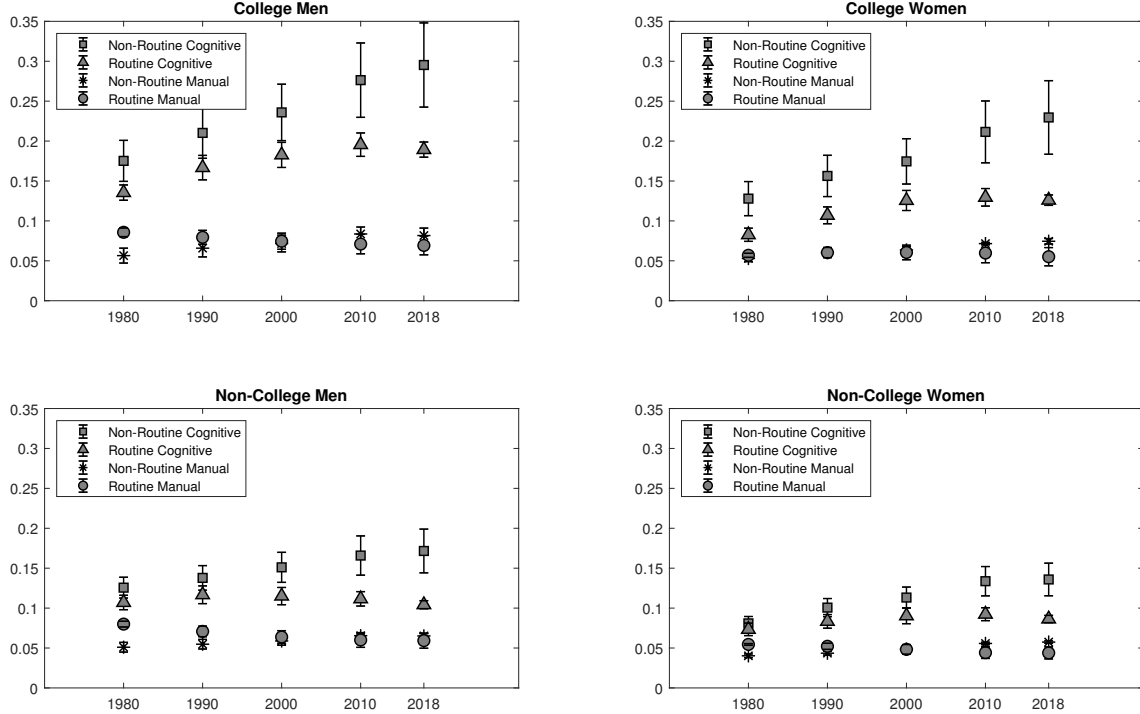 College Men
0.35
0.3
0.25
0.2
0.15
0.1
0.05
0
Non-Routine Cognitive
Routine Cognitive
Non-Routine Manual
Routine Manual
1980 1990 2000 2010 2018
College Women
0.35
0.3
0.25
0.2
0.15
0.1
0.05
0
Non-Routine Cognitive
Routine Cognitive
Non-Routine Manual
Routine Manual
1980 1990 2000 2010 2018
Non-College Men
0.35
0.3
0.25
0.2
0.15
0.1
0.05
0
Non-Routine Cognitive
Routine Cognitive
Non-Routine Manual
Routine Manual
1980 1990 2000 2010 2018
Non-College Women
0.35
0.3
0.25
0.2
0.15
0.1
0.05
0
Non-Routine Cognitive
Routine Cognitive
Non-Routine Manual
Routine Manual
1980 1990 2000 2010 2018